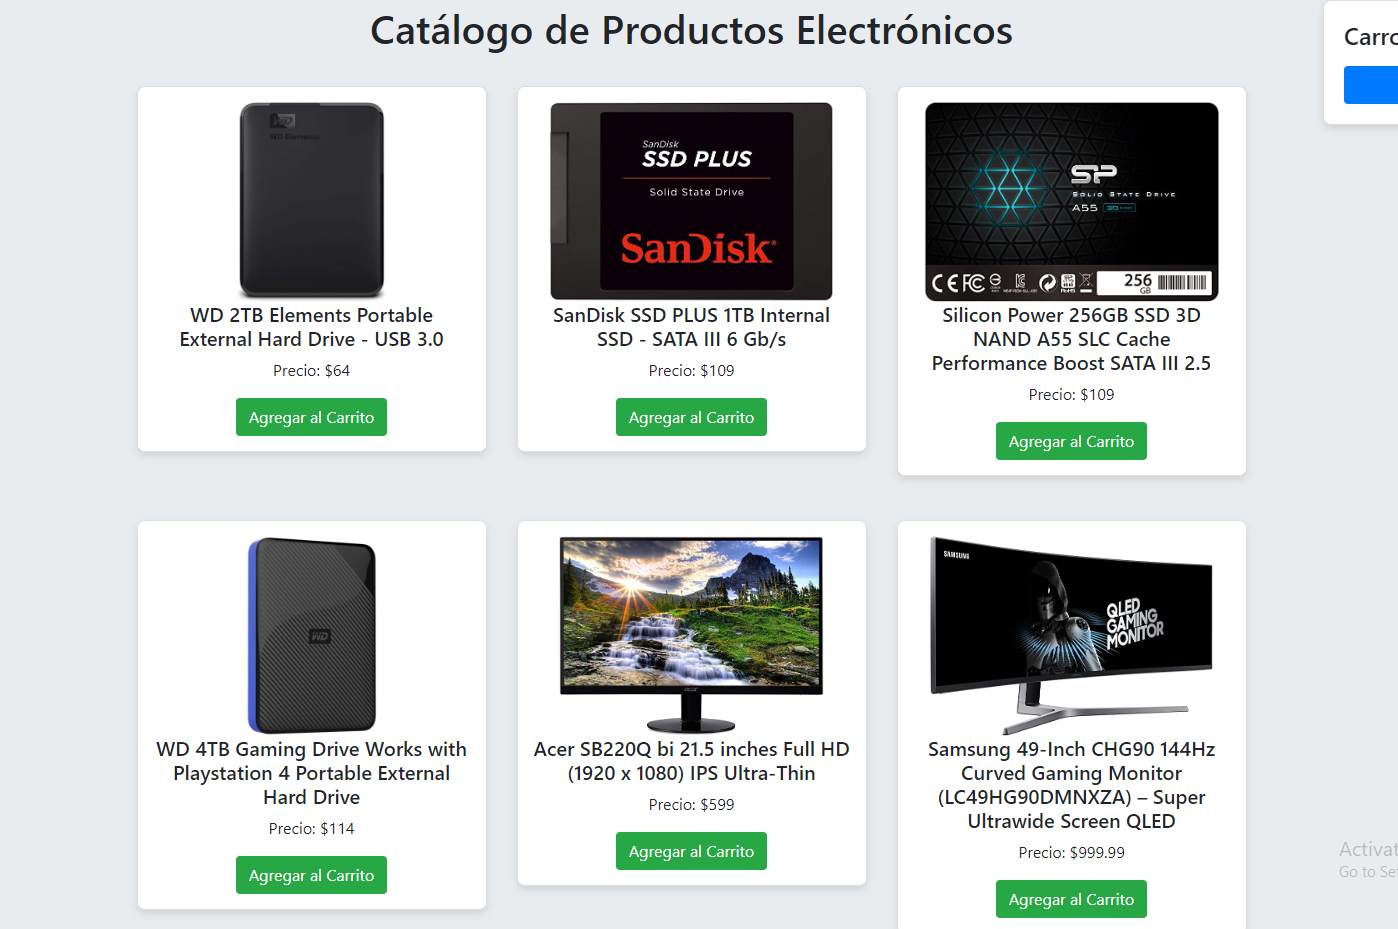 Catálogo de Productos Electrónicos
Carro
WD
WD Elements
SanDisk
SSD PLUS
Solid State Drive
SanDisk
SP
SOLID STATE DRIVE
A55
256
GB
WD 2TB Elements Portable
External Hard Drive - USB 3.0
Precio: $64
Agregar al Carrito
SanDisk SSD PLUS 1TB Internal
SSD - SATA III 6 Gb/s
Precio: $109
Agregar al Carrito
Silicon Power 256GB SSD 3D
NAND A55 SLC Cache
Performance Boost SATA III 2.5
Precio: $109
Agregar al Carrito
WD
acer
SAMSUNG
QLED
GAMING
MONITOR
WD 4TB Gaming Drive Works with
Playstation 4 Portable External
Hard Drive
Precio: $114
Agregar al Carrito
Acer SB220Q bi 21.5 inches Full HD
(1920 x 1080) IPS Ultra-Thin
Precio: $599
Agregar al Carrito
Samsung 49-Inch CHG90 144Hz
Curved Gaming Monitor
(LC49HG90DMNXZA) – Super
Ultrawide Screen QLED
Precio: $999.99
Agregar al Carrito
Activat
Go to Set